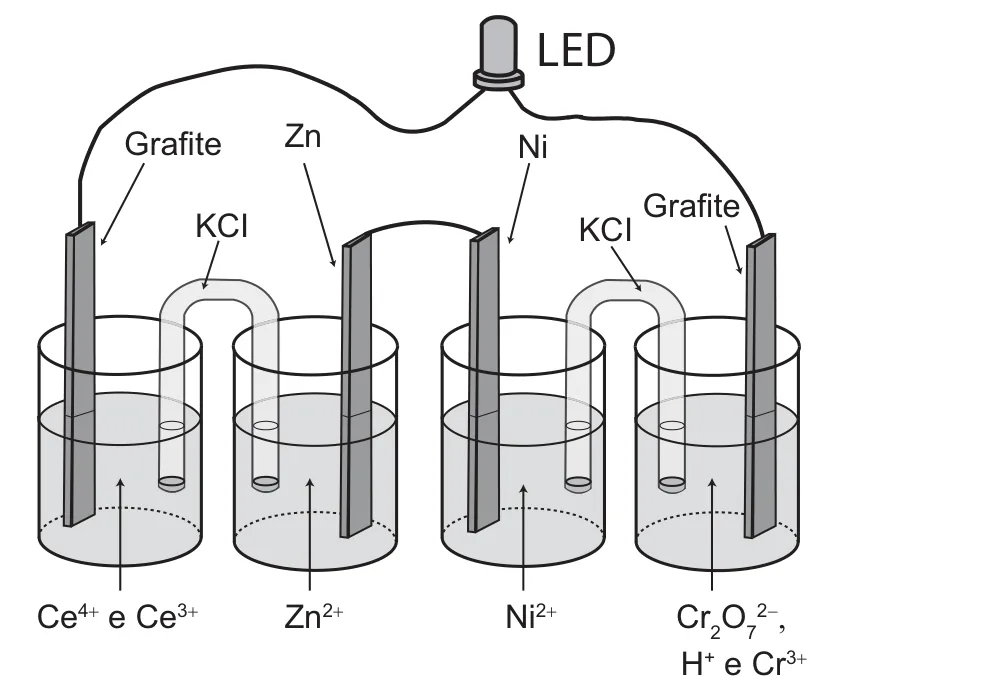 LED
Grafite
Zn
Ni
KCl
KCl
Grafite
Ce⁴⁺ e Ce³⁺
Zn²⁺
Ni²⁺
Cr₂O₇²⁻,
H⁺ e Cr³⁺